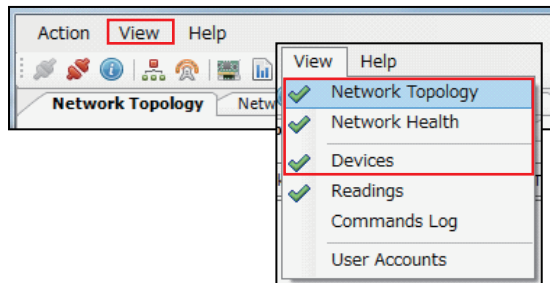 Action View Help
Network Topology Netw
View Help
Network Topology
Network Health
Devices
Readings
Commands Log
User Accounts